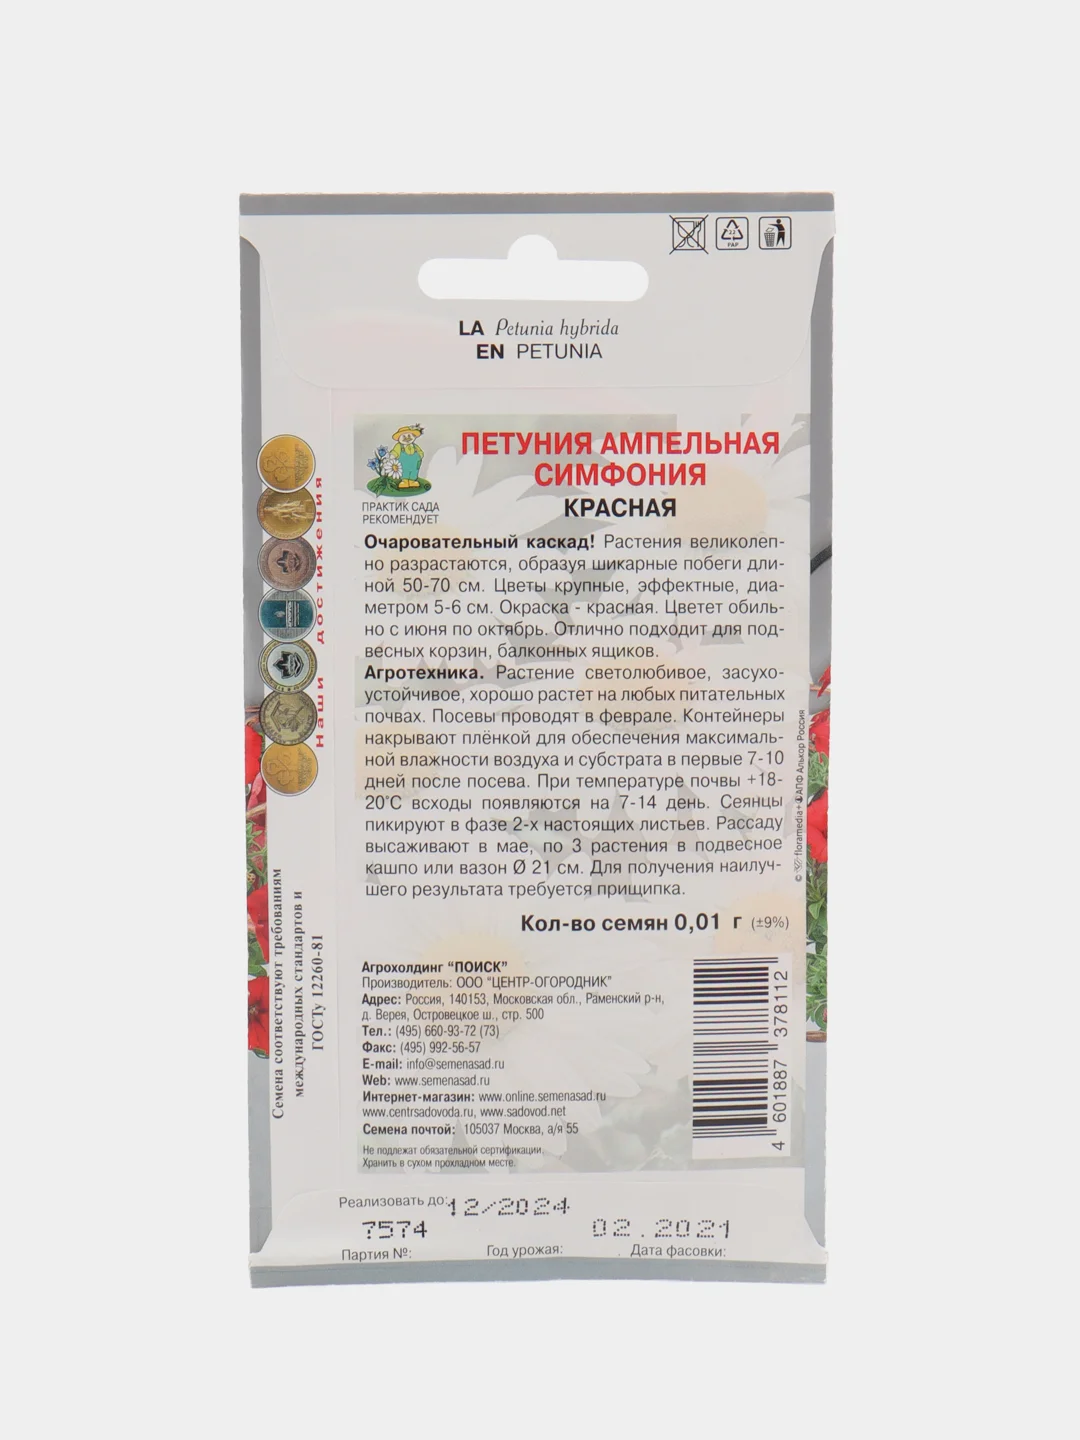 22
PAP
LA Petunia hybrida
EN PETUNIA
ПРАКТИК САДА
РЕКОМЕНДУЕТ
ПЕТУНИЯ АМПЕЛЬНАЯ
СИМФОНИЯ
КРАСНАЯ
Очаровательный каскад! Растения великолеп-
но разрастаются, образуя шикарные побеги дли-
ной 50-70 см. Цветы крупные, эффектные, диа-
метром 5-6 см. Окраска - красная. Цветет обиль-
но с июня по октябрь. Отлично подходит для под-
весных корзин, балконных ящиков.
Агротехника. Растение светолюбивое, засухо-
устойчивое, хорошо растет на любых питательных
почвах. Посевы проводят в феврале. Контейнеры
накрывают плёнкой для обеспечения максималь-
ной влажности воздуха и субстрата в первые 7-10
дней после посева. При температуре почвы +18-
20°С всходы появляются на 7-14 день. Сеянцы
пикируют в фазе 2-х настоящих листьев. Рассаду
высаживают в мае, по 3 растения в подвесное
кашпо или вазон Ø 21 см. Для получения наилуч-
шего результата требуется прищипка.
Кол-во семян 0,01 г (±9%)
Агрохолдинг "ПОИСК"
Производитель: ООО "ЦЕНТР-ОГОРОДНИК"
Адрес: Россия, 140153, Московская обл., Раменский р-н,
д. Верея, Островецкое ш., стр. 500
Тел.: (495) 660-93-72 (73)
Факс: (495) 992-56-57
E-mail: info@semenasad.ru
Web: www.semenasad.ru
Интернет-магазин: www.online.semenasad.ru
www.centrsadovoda.ru, www.sadovod.net
Семена почтой: 105037 Москва, а/я 55
Не подлежат обязательной сертификации.
Хранить в сухом прохладном месте.
4 601887 378112
© floramedia+ АПФ Алькор Россия
Наши достижения
Семена соответствуют требованиям
международных стандартов и
ГОСТу 12260-81
Реализовать до: 12/2024
7574
02.2021
Партия №:
Год урожая:
Дата фасовки: